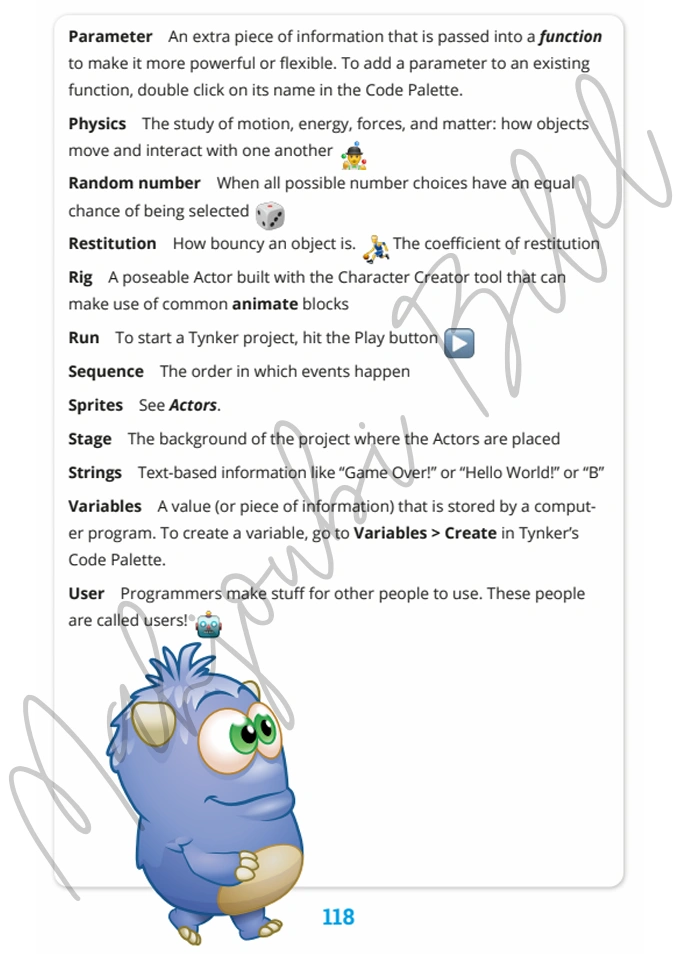 Parameter An extra piece of information that is passed into a function
to make it more powerful or flexible. To add a parameter to an existing
function, double click on its name in the Code Palette.
Physics The study of motion, energy, forces, and matter: how objects
move and interact with one another
Random number When all possible number choices have an equal
chance of being selected
Restitution How bouncy an object is. The coefficient of restitution
Rig A poseable Actor built with the Character Creator tool that can
make use of common animate blocks
Run To start a Tynker project, hit the Play button
Sequence The order in which events happen
Sprites See Actors.
Stage The background of the project where the Actors are placed
Strings Text-based information like “Game Over!” or “Hello World!” or “B”
Variables A value (or piece of information) that is stored by a comput-
er program. To create a variable, go to Variables > Create in Tynker’s
Code Palette.
User Programmers make stuff for other people to use. These people
are called users!
118